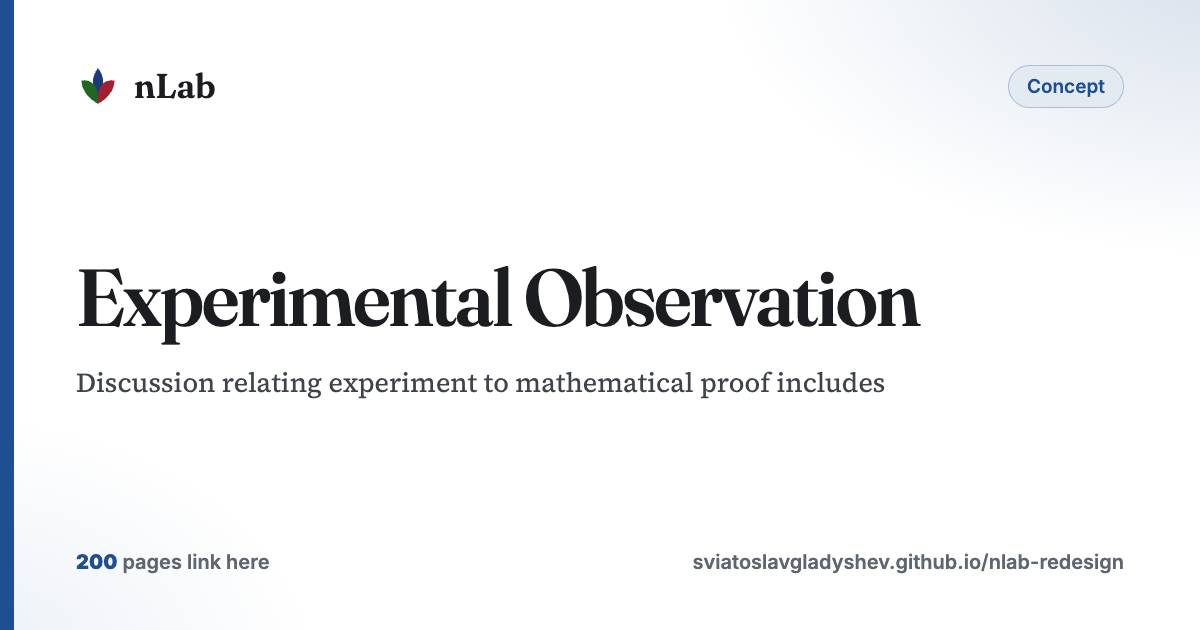 nLab
Concept
Experimental Observation
Discussion relating experiment to mathematical proof includes
200 pages link here
sviatoslavgladyshev.github.io/nlab-redesign